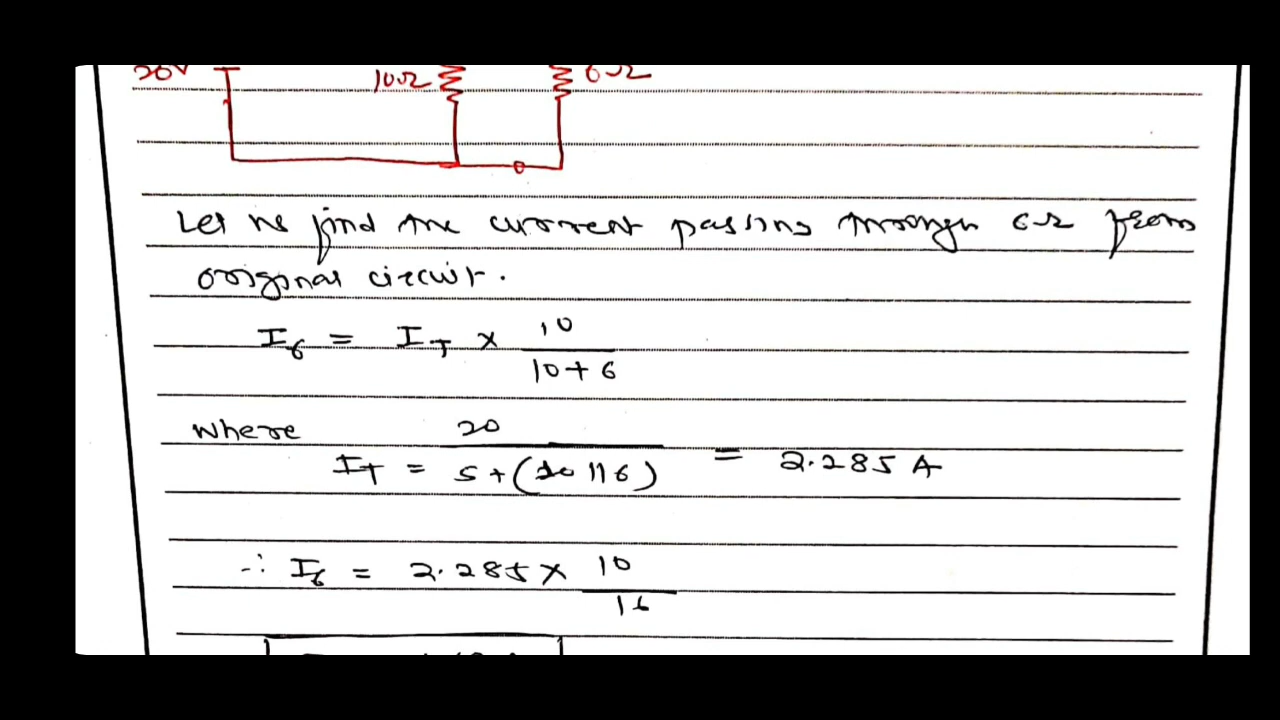 20V 10Ω 6Ω
Let us find the current passing through 6Ω from
original circuit.
I6 = IT × 10
10+6
where 20
IT = 5+(10||6) = 2.285 A
∴ I6 = 2.285 × 10
16